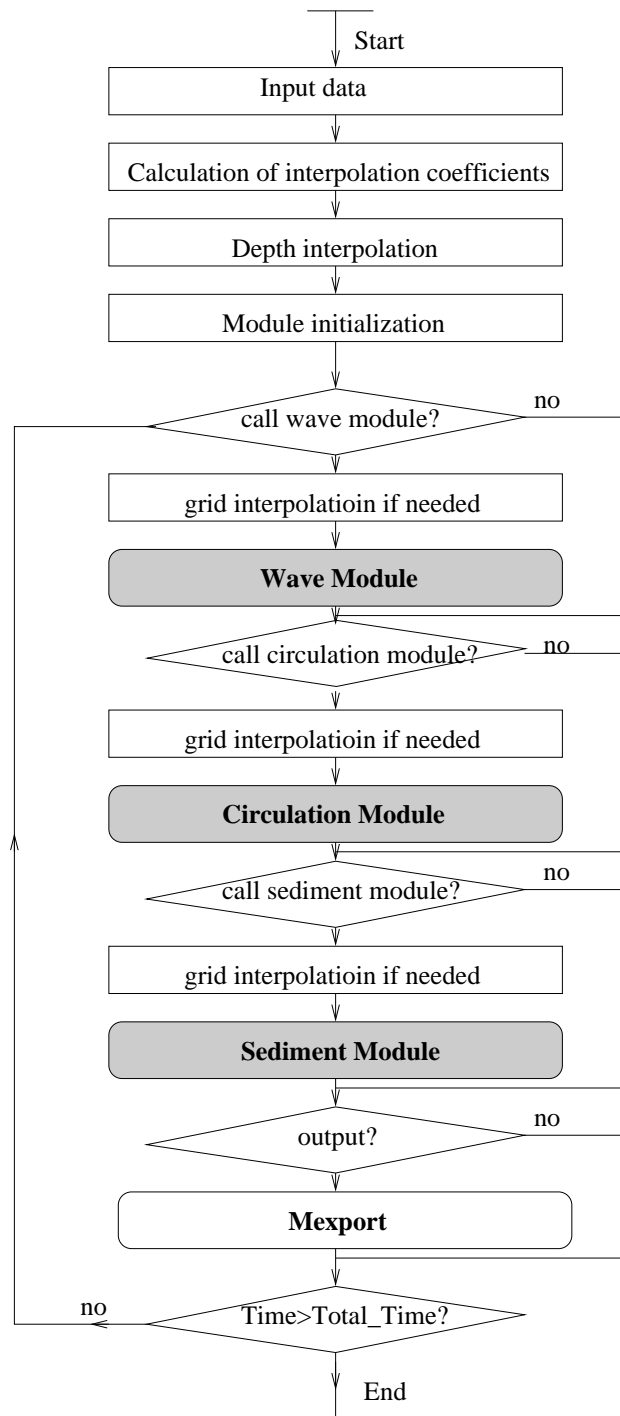 Start
Input data
Calculation of interpolation coefficients
Depth interpolation
Module initialization
call wave module?
no
grid interpolatioin if needed
Wave Module
call circulation module?
no
grid interpolatioin if needed
Circulation Module
call sediment module?
no
grid interpolatioin if needed
Sediment Module
output?
no
Mexport
Time>Total_Time?
no
End